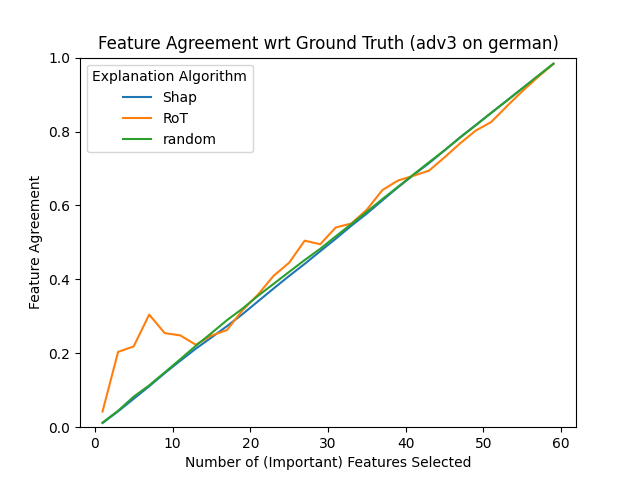 Feature Agreement wrt Ground Truth (adv3 on german)
Explanation Algorithm
Shap
RoT
random
1.0
0.8
0.6
0.4
0.2
0.0
Feature Agreement
0 10 20 30 40 50 60
Number of (Important) Features Selected